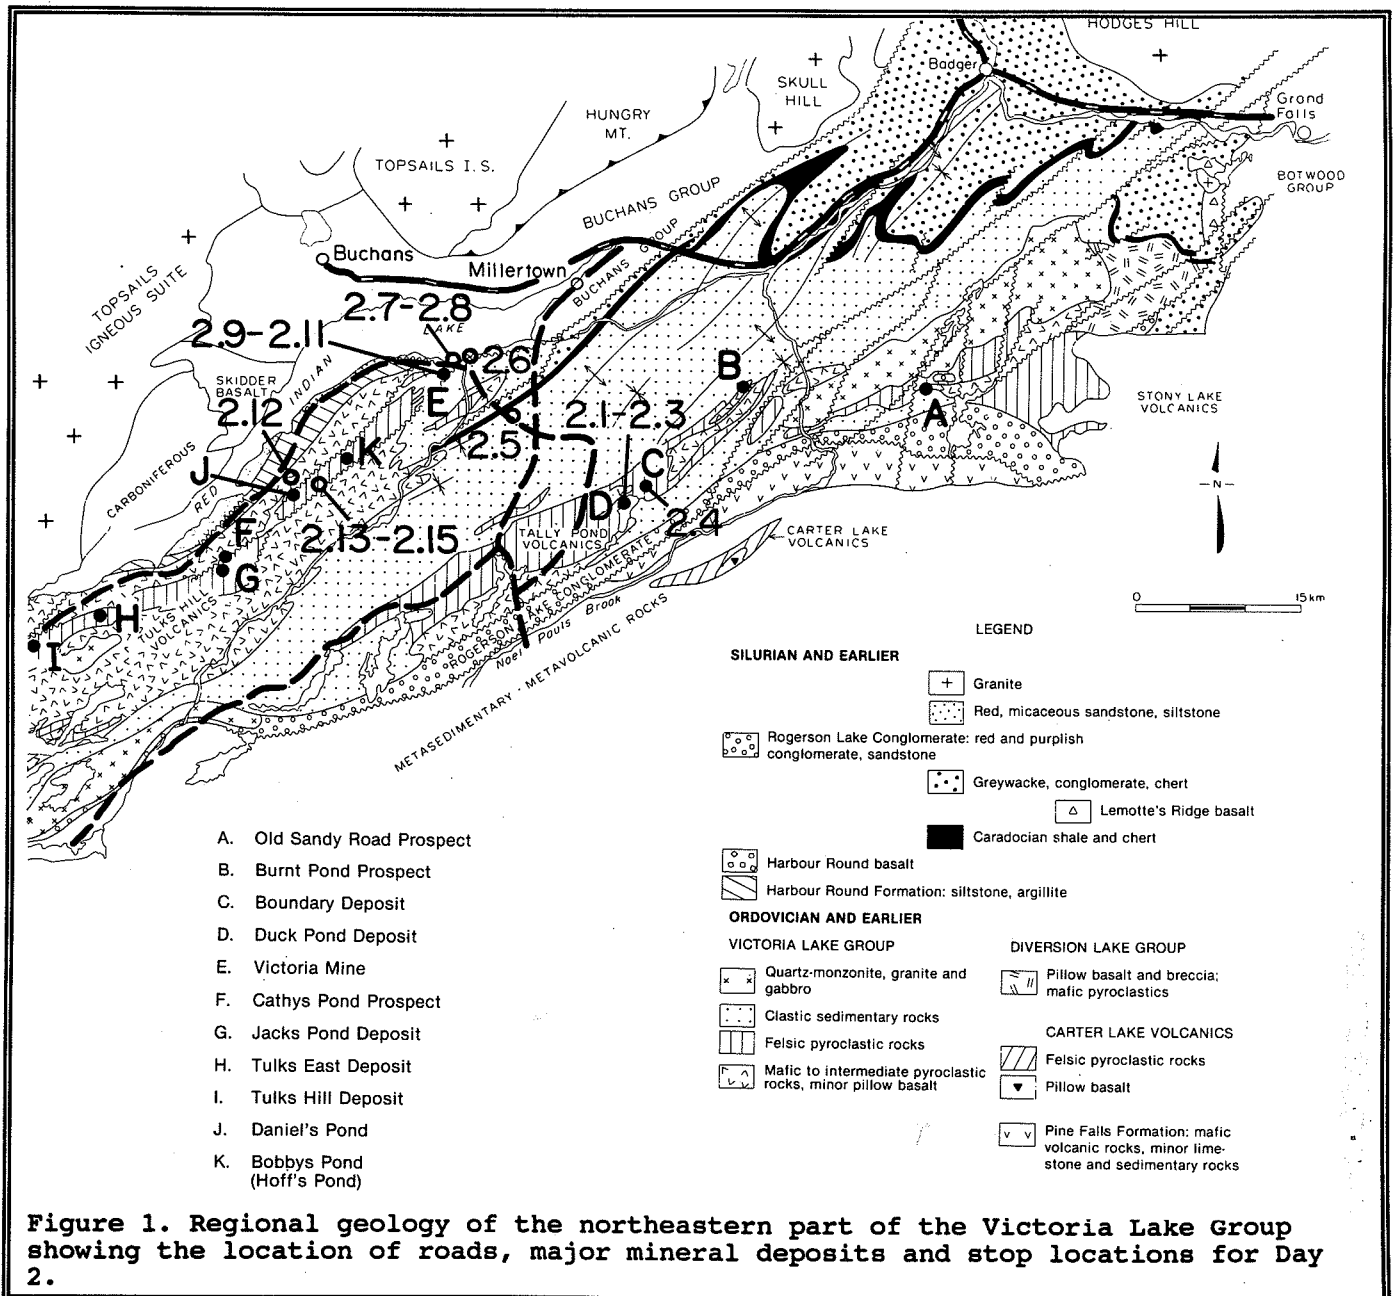 HODGES HILL
Badger
SKULL
HILL
Grand
Falls
HUNGRY
MT.
TOPSAILS I.S.
BOTWOOD
GROUP
BUCHANS GROUP
BUCHANS GROUP
Buchans
Millertown
TOPSAILS
IGNEOUS SUITE
2.7-2.8
LAKE
2.9-2.11
2.6
E
B
A
SKIDDER
BASALT
INDIAN
RED
2.12
2.1-2.3
2.5
STONY LAKE
VOLCANICS
K
J
C
D
CARBONIFEROUS
2.4
N
F
2.13-2.15
TALLY POND
VOLCANICS
CARTER LAKE
VOLCANICS
G
H
I
TULKS HILL
VOLCANICS
ROGERSON LAKE CONGLOMERATE
Noel Pauls Brook
METASEDIMENTARY - METAVOLCANIC ROCKS
0 15 km
LEGEND
SILURIAN AND EARLIER
Granite
Red, micaceous sandstone, siltstone
Rogerson Lake Conglomerate: red and purplish
conglomerate, sandstone
Greywacke, conglomerate, chert
Lemotte's Ridge basalt
Caradocian shale and chert
Harbour Round basalt
Harbour Round Formation: siltstone, argillite
ORDOVICIAN AND EARLIER
VICTORIA LAKE GROUP
Quartz-monzonite, granite and
gabbro
Clastic sedimentary rocks
Felsic pyroclastic rocks
Mafic to intermediate pyroclastic
rocks, minor pillow basalt
DIVERSION LAKE GROUP
Pillow basalt and breccia;
mafic pyroclastics
CARTER LAKE VOLCANICS
Felsic pyroclastic rocks
Pillow basalt
Pine Falls Formation: mafic
volcanic rocks, minor lime-
stone and sedimentary rocks
A. Old Sandy Road Prospect
B. Burnt Pond Prospect
C. Boundary Deposit
D. Duck Pond Deposit
E. Victoria Mine
F. Cathys Pond Prospect
G. Jacks Pond Deposit
H. Tulks East Deposit
I. Tulks Hill Deposit
J. Daniel's Pond
K. Bobbys Pond
(Hoff's Pond)
Figure 1. Regional geology of the northeastern part of the Victoria Lake Group
showing the location of roads, major mineral deposits and stop locations for Day
2.